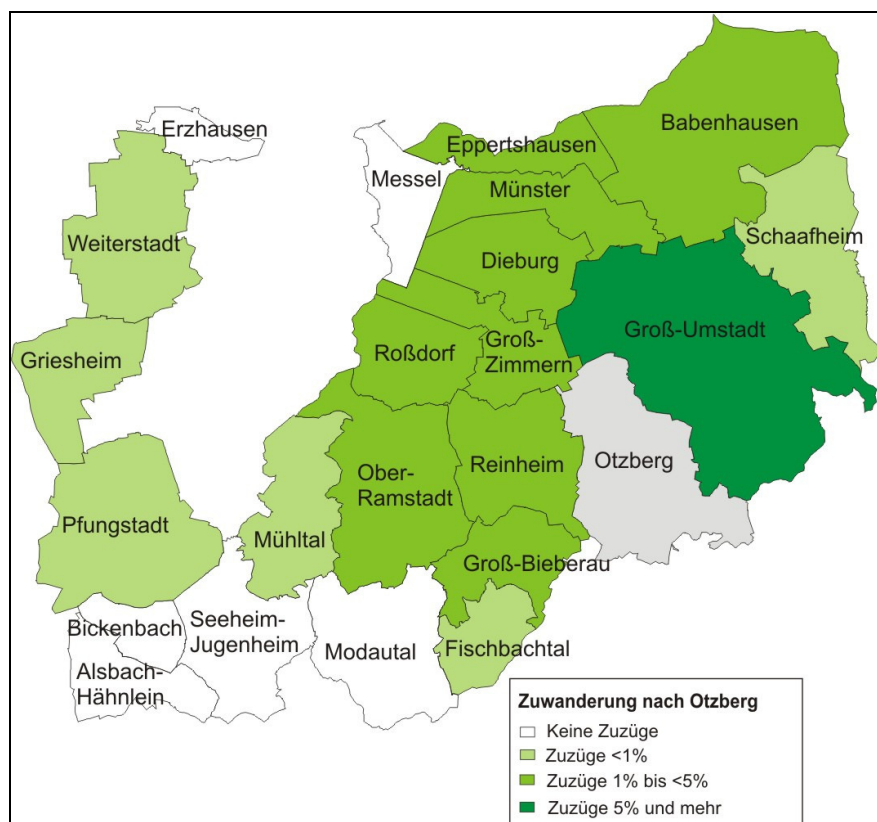 Erzhausen
Babenhausen
Eppertshausen
Messel
Münster
Weiterstadt
Schaafheim
Dieburg
Groß-Umstadt
Griesheim
Roßdorf
Groß-
Zimmern
Ober-
Ramstadt
Reinheim
Otzberg
Pfungstadt
Mühltal
Groß-Bieberau
Bickenbach
Seeheim-
Jugenheim
Modautal
Fischbachtal
Alsbach-
Hähnlein
Zuwanderung nach Otzberg
Keine Zuzüge
Zuzüge <1%
Zuzüge 1% bis <5%
Zuzüge 5% und mehr